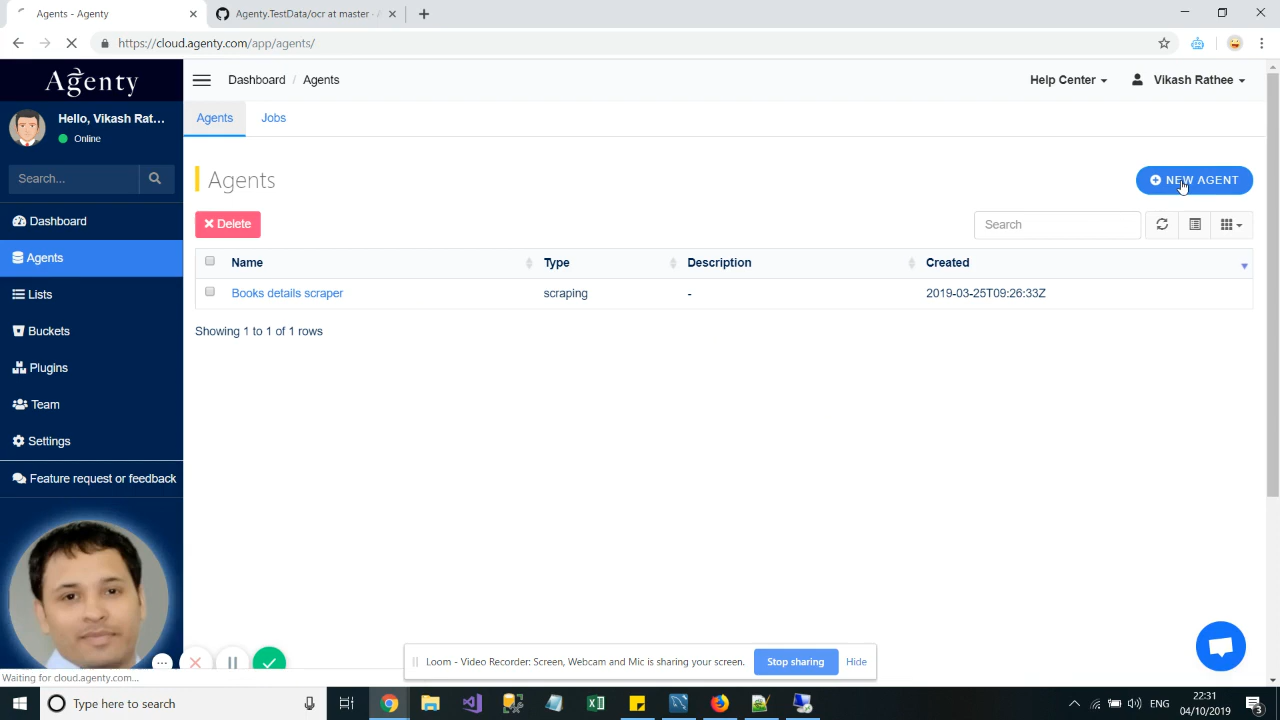 Agents - Agenty
Agenty.TestData/ocr at master -
https://cloud.agenty.com/app/agents/
Agenty
Dashboard / Agents
Help Center
Vikash Rathee
Hello, Vikash Rat...
Online
Agents
Jobs
Search...
Agents
NEW AGENT
Dashboard
Delete
Search
Agents
Name
Type
Description
Created
Lists
Books details scraper
scraping
-
2019-03-25T09:26:33Z
Buckets
Showing 1 to 1 of 1 rows
Plugins
Team
Settings
Feature request or feedback
Loom - Video Recorder: Screen, Webcam and Mic is sharing your screen.
Stop sharing
Hide
Waiting for cloud.agenty.com...
Type here to search
ENG
22:31
04/10/2019
3